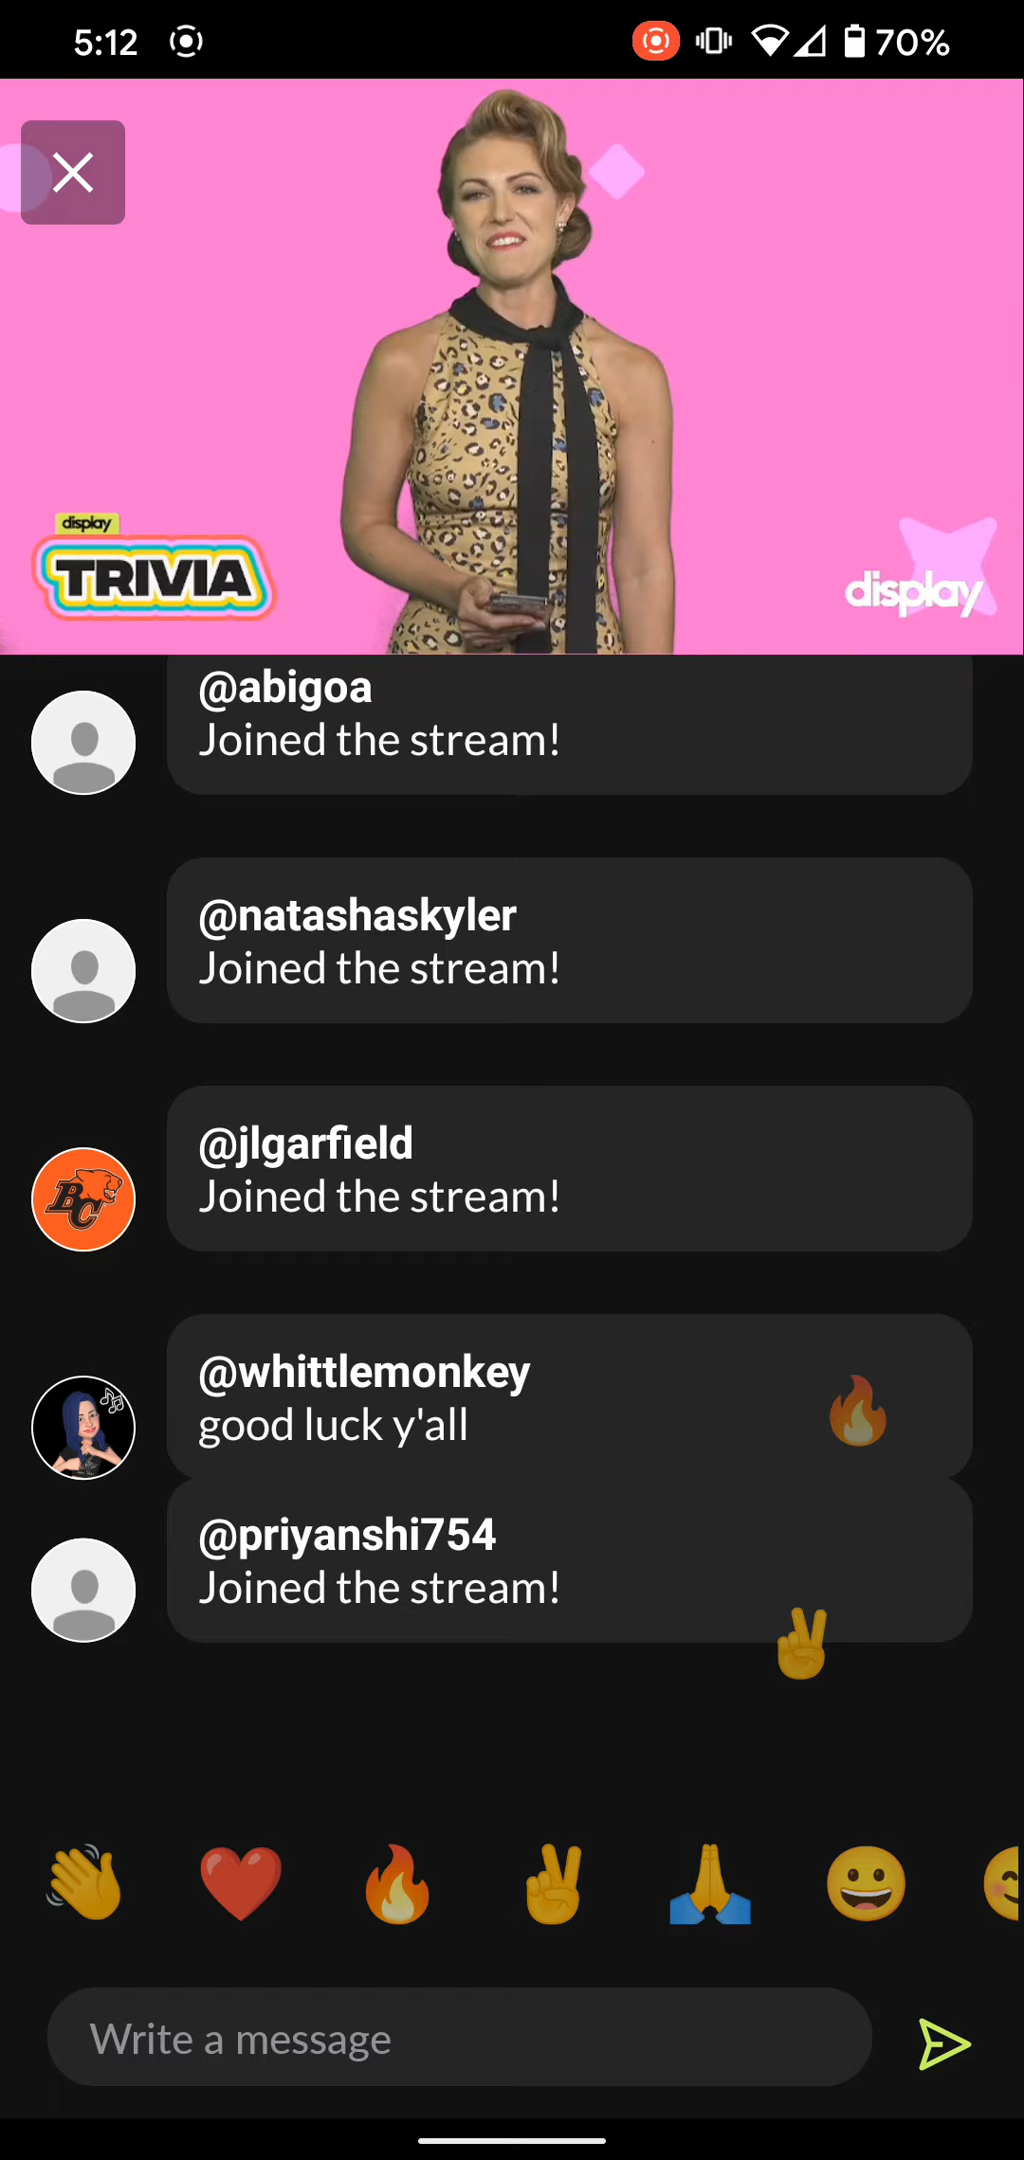 5:12
70%
display
TRIVIA
display
@abigoa
Joined the stream!
@natashaskyler
Joined the stream!
BC
@jlgarfield
Joined the stream!
@whittlemonkey
good luck y'all
@priyanshi754
Joined the stream!
Write a message